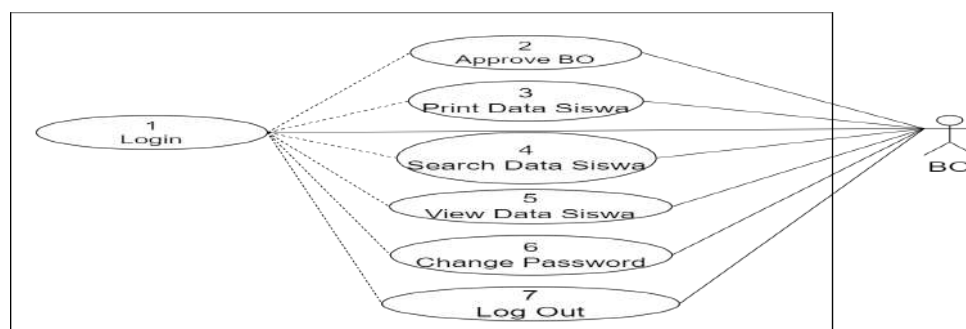 2
Approve BO
3
Print Data Siswa
1
Login
4
Search Data Siswa
BO
5
View Data Siswa
6
Change Password
7
Log Out